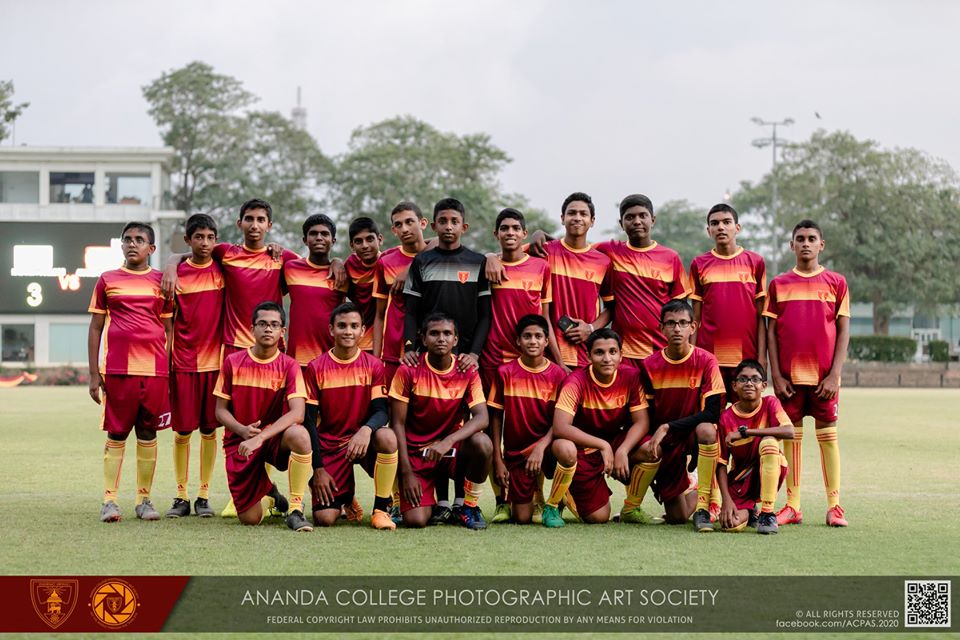 VS
3
17
ANANDA COLLEGE PHOTOGRAPHIC ART SOCIETY
FEDERAL COPYRIGHT LAW PROHIBITS UNAUTHORIZED REPRODUCTION BY ANY MEANS FOR VIOLATION
© ALL RIGHTS RESERVED
facebook.com/ACPAS.2020